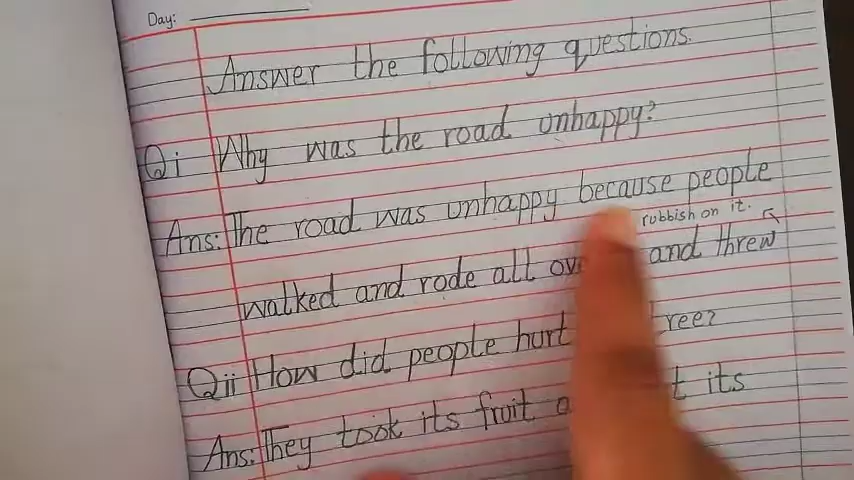 Day:
Answer the following questions.
Qi Why was the road unhappy?
Ans: The road was unhappy because people
rubbish on it.
walked and rode all and threw
Qii How did people hurt
Ans: They took its fruit its